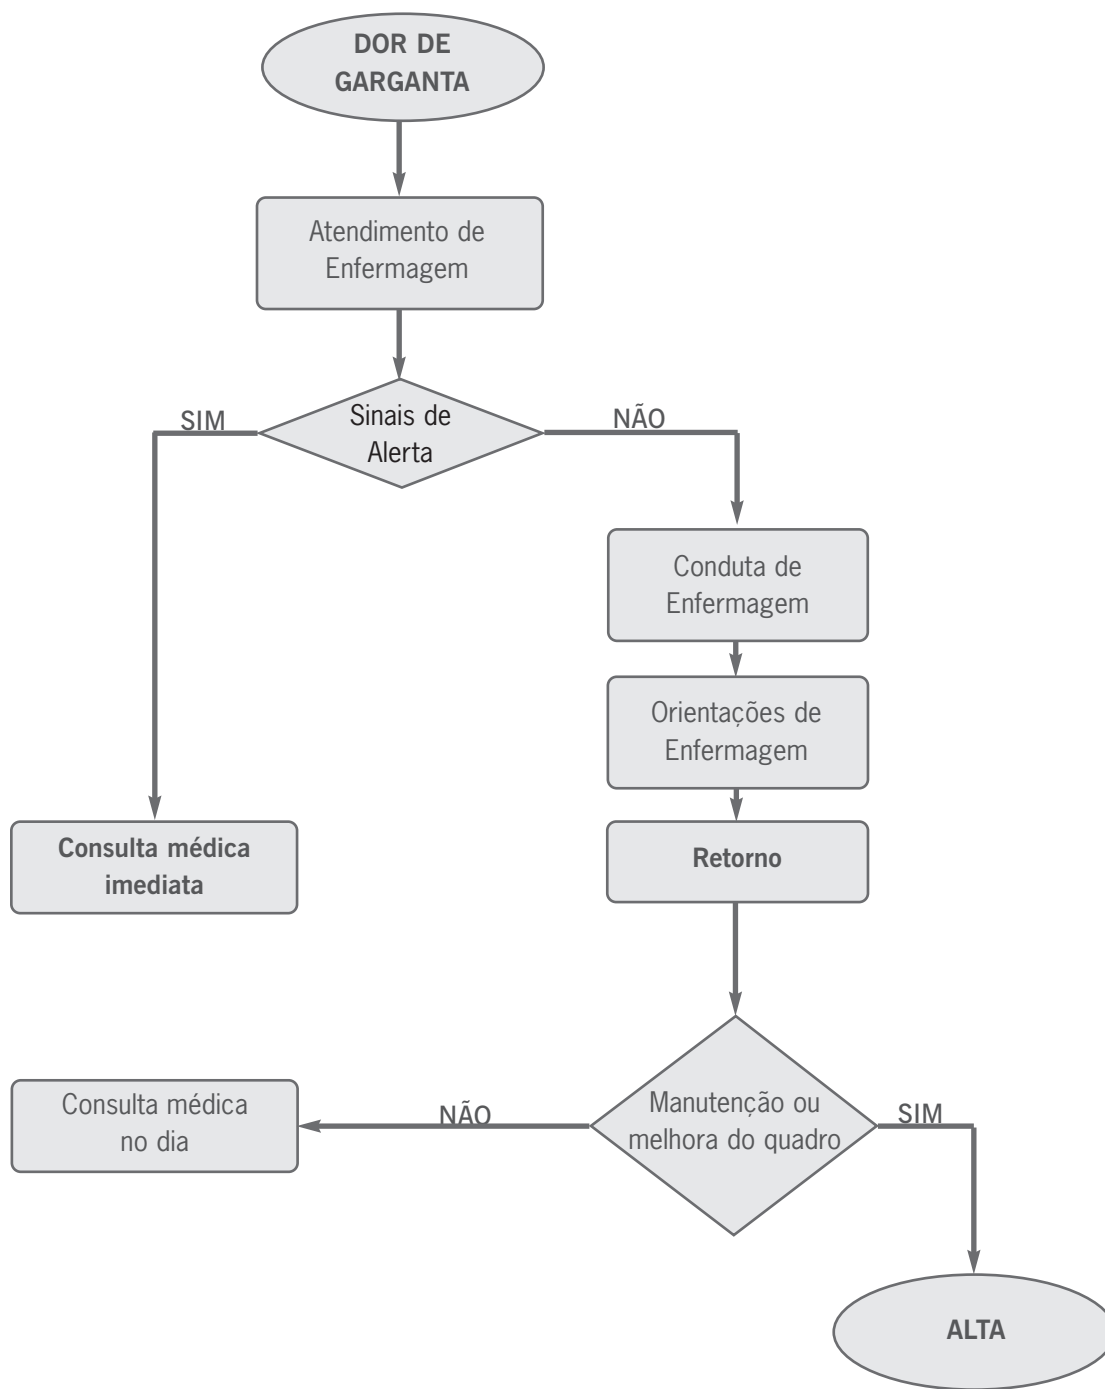 DOR DE
GARGANTA
Atendimento de
Enfermagem
Sinais de
Alerta
SIM
NÃO
Conduta de
Enfermagem
Orientações de
Enfermagem
Consulta médica
imediata
Retorno
Manutenção ou
melhora do quadro
NÃO
SIM
Consulta médica
no dia
ALTA